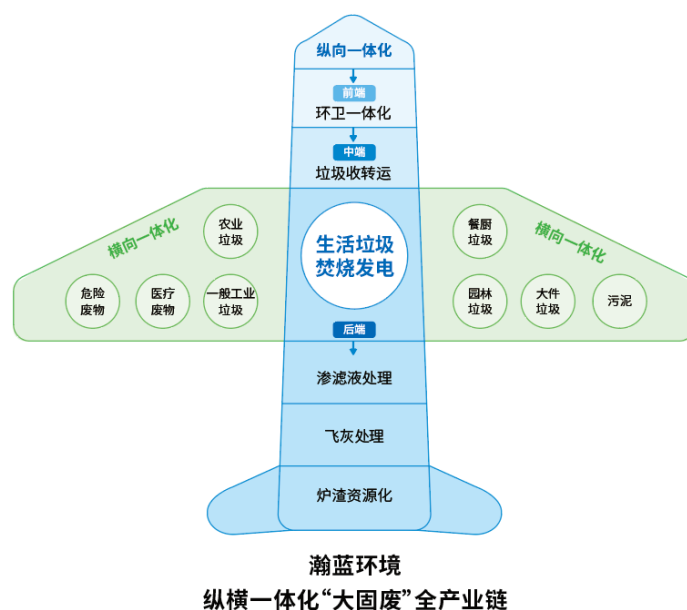 纵向一体化
前端
环卫一体化
中端
垃圾收转运
横向一体化
农业
垃圾
危险
废物
医疗
废物
一般工业
垃圾
生活垃圾
焚烧发电
横向一体化
餐厨
垃圾
园林
垃圾
大件
垃圾
污泥
后端
渗滤液处理
飞灰处理
炉渣资源化
瀚蓝环境
纵横一体化“大固废”全产业链